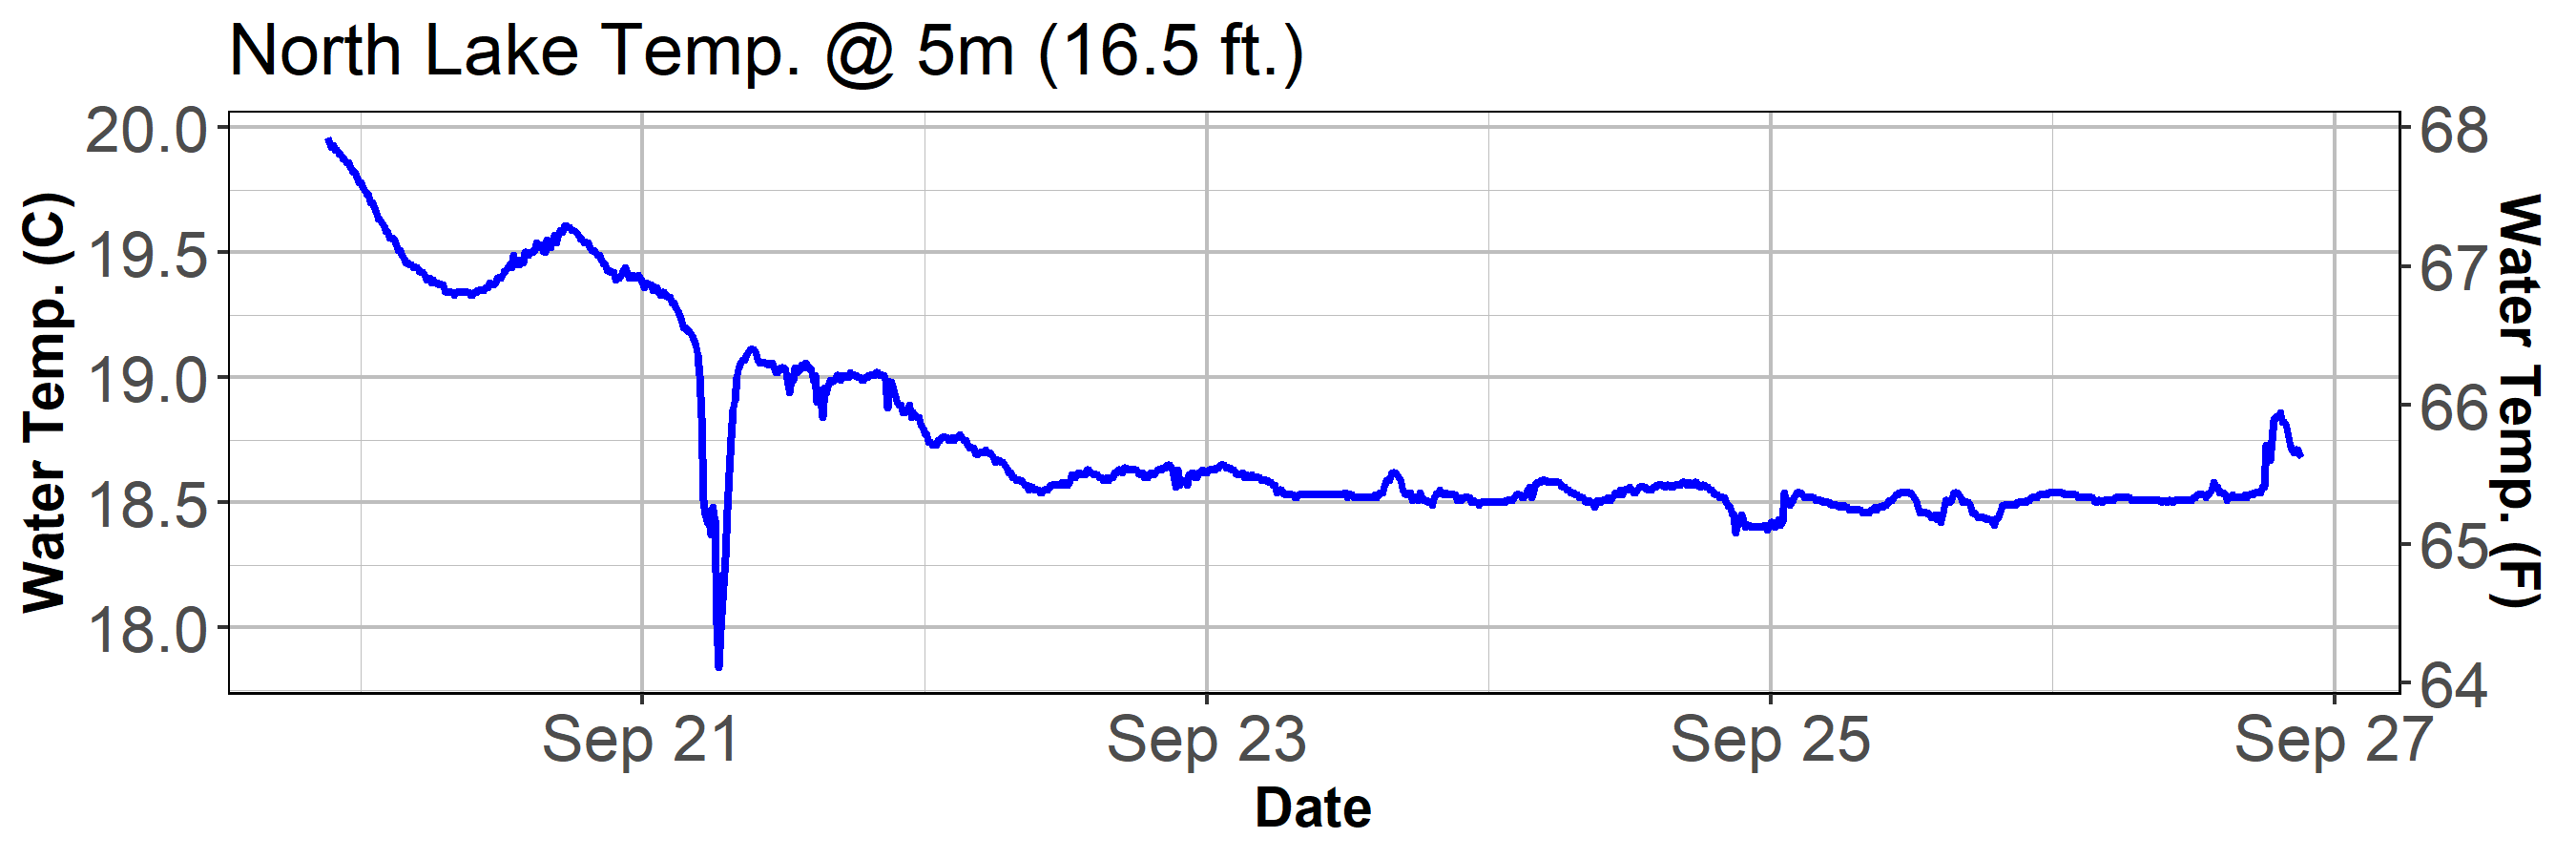 North Lake Temp. @ 5m (16.5 ft.)
Water Temp. (C)
20.0
19.5
19.0
18.5
18.0
68
67
66
65
64
Water Temp. (F)
Sep 21
Sep 23
Sep 25
Sep 27
Date